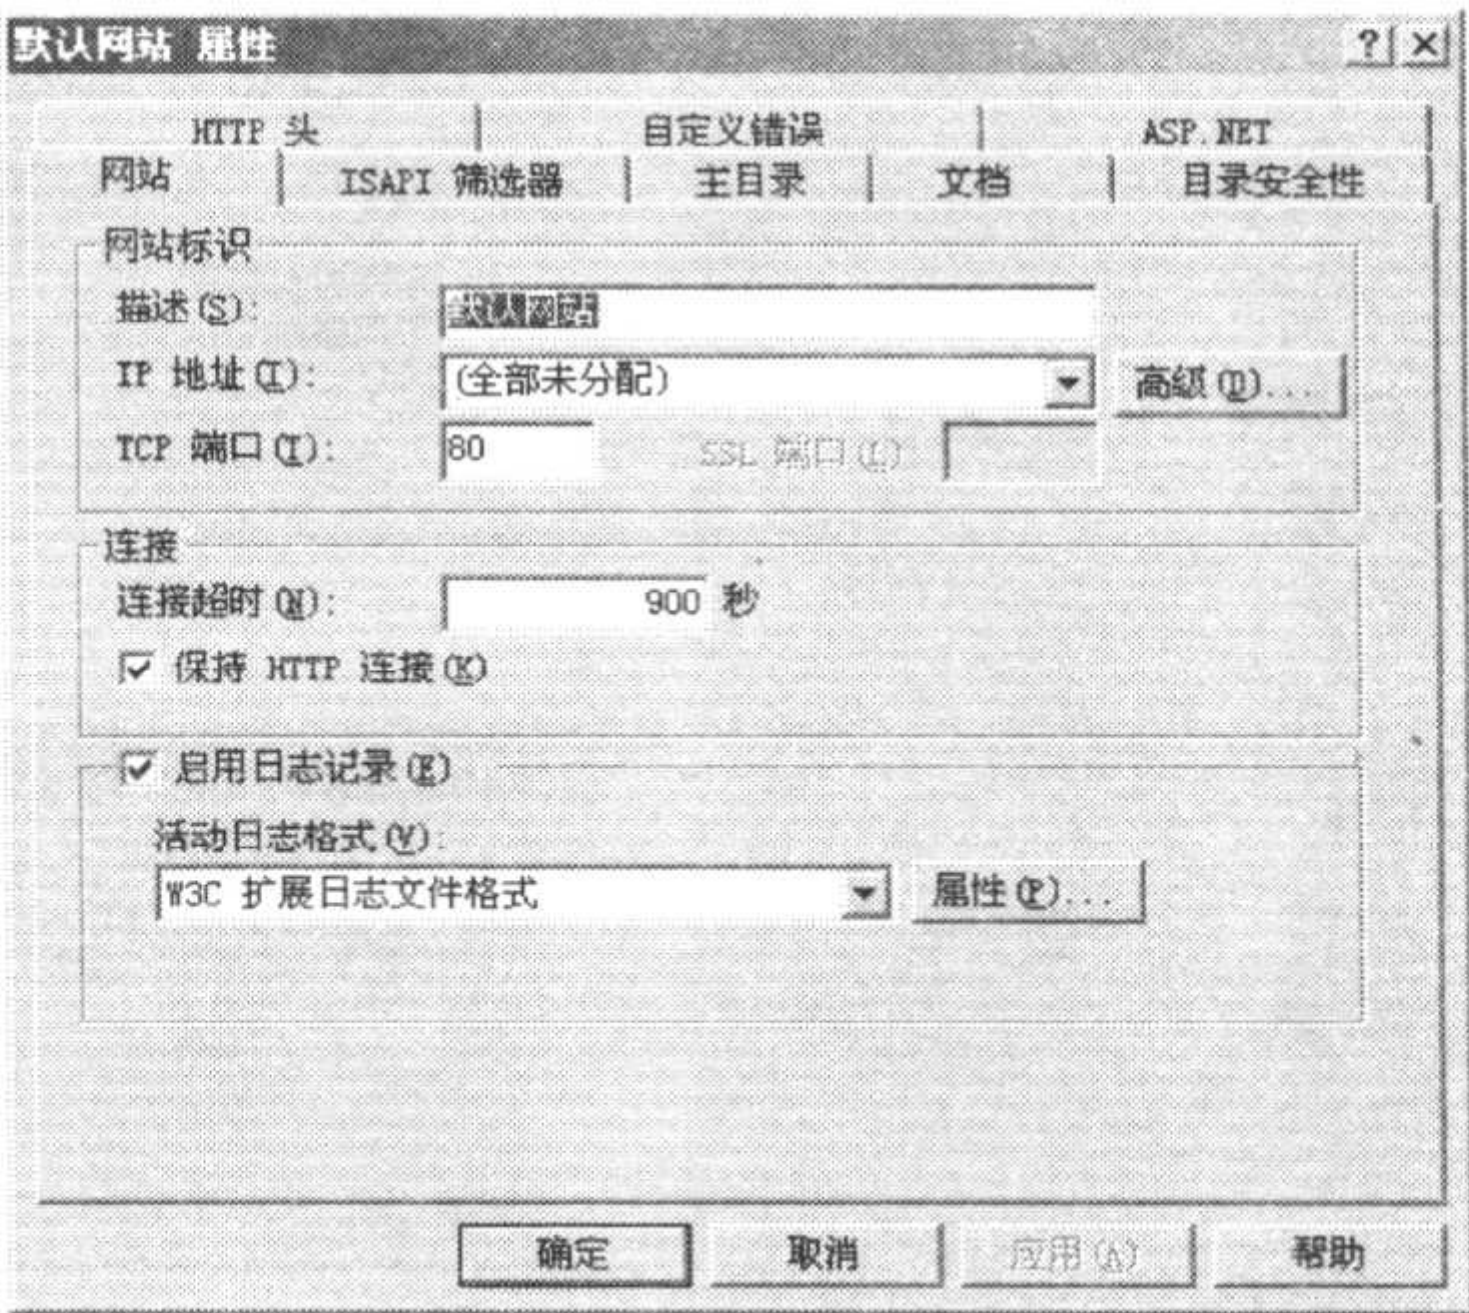 默认网站 属性
HTTP 头 自定义错误 ASP.NET
网站 ISAPI 筛选器 主目录 文档 目录安全性
网站标识
描述(S): 默认网站
IP 地址(I): (全部未分配) 高级(D)...
TCP 端口(T): 80 SSL 端口(L)
连接
连接超时(N): 900 秒
保持 HTTP 连接(K)
启用日志记录(E)
活动日志格式(V):
W3C 扩展日志文件格式 属性(P)...
确定 取消 应用(A) 帮助